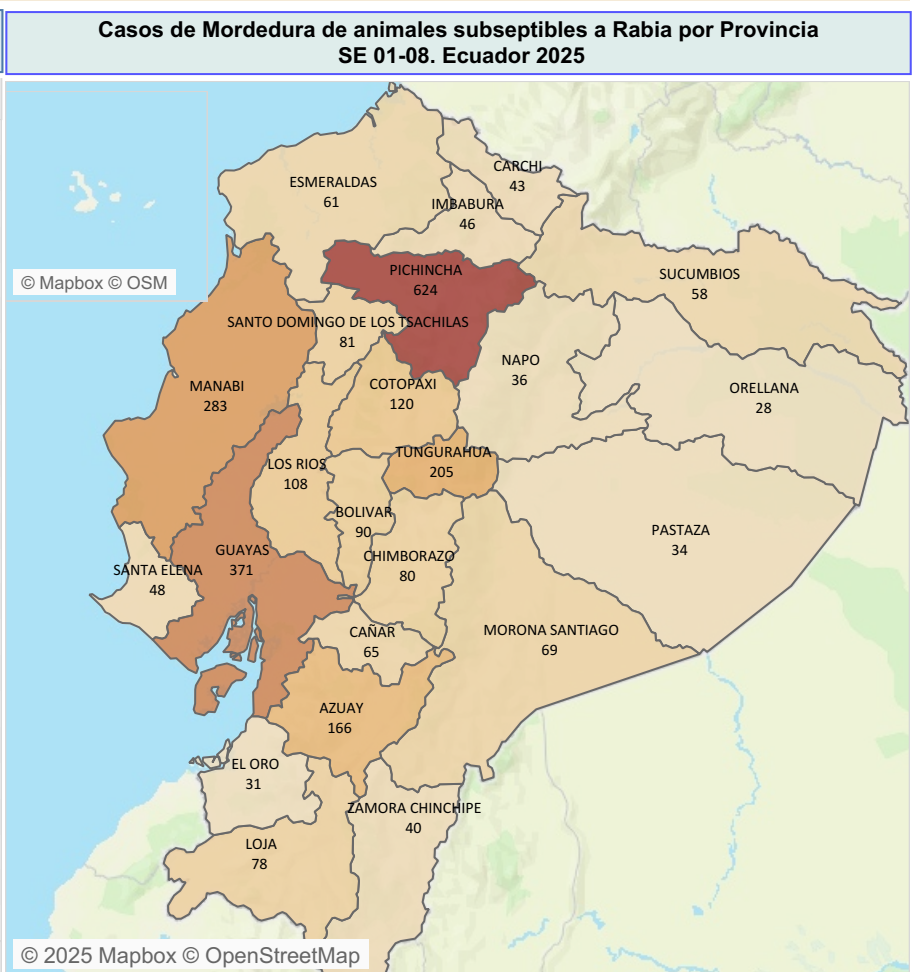 Casos de Mordedura de animales subseptibles a Rabia por Provincia
SE 01-08. Ecuador 2025
CARCHI
43
ESMERALDAS
61
IMBABURA
46
© Mapbox © OSM
PICHINCHA
624
SUCUMBIOS
58
SANTO DOMINGO DE LOS TSACHILAS
81
NAPO
36
MANABI
283
COTOPAXI
120
ORELLANA
28
TUNGURAHUA
205
LOS RIOS
108
BOLIVAR
90
PASTAZA
34
GUAYAS
371
CHIMBORAZO
80
SANTA ELENA
48
CAÑAR
65
MORONA SANTIAGO
69
AZUAY
166
EL ORO
31
ZAMORA CHINCHIPE
40
LOJA
78
© 2025 Mapbox © OpenStreetMap